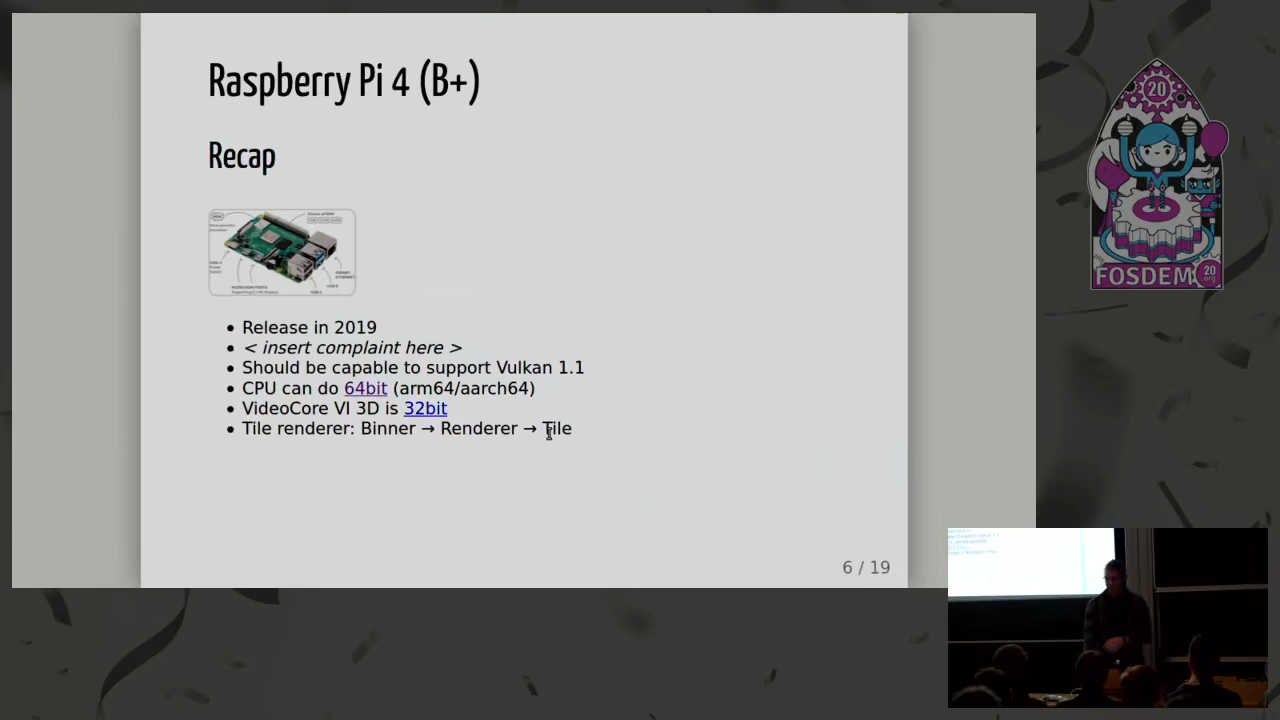 Raspberry Pi 4 (B+)
Recap
Release in 2019
< insert complaint here >
Should be capable to support Vulkan 1.1
CPU can do 64bit (arm64/aarch64)
VideoCore VI 3D is 32bit
Tile renderer: Binner → Renderer → Tile
6 / 19
20
FOSDEM
20
.org